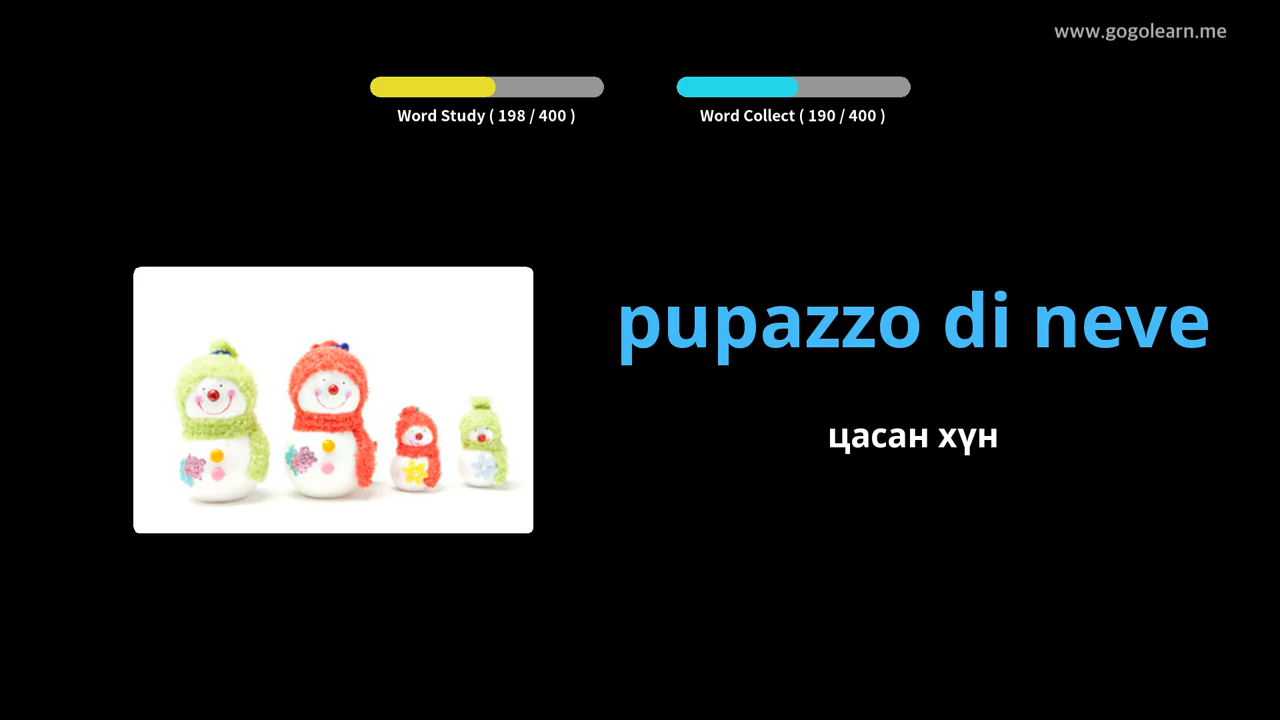 www.gogolearn.me
Word Study ( 198 / 400 )
Word Collect ( 190 / 400 )
pupazzo di neve
цасан хүн